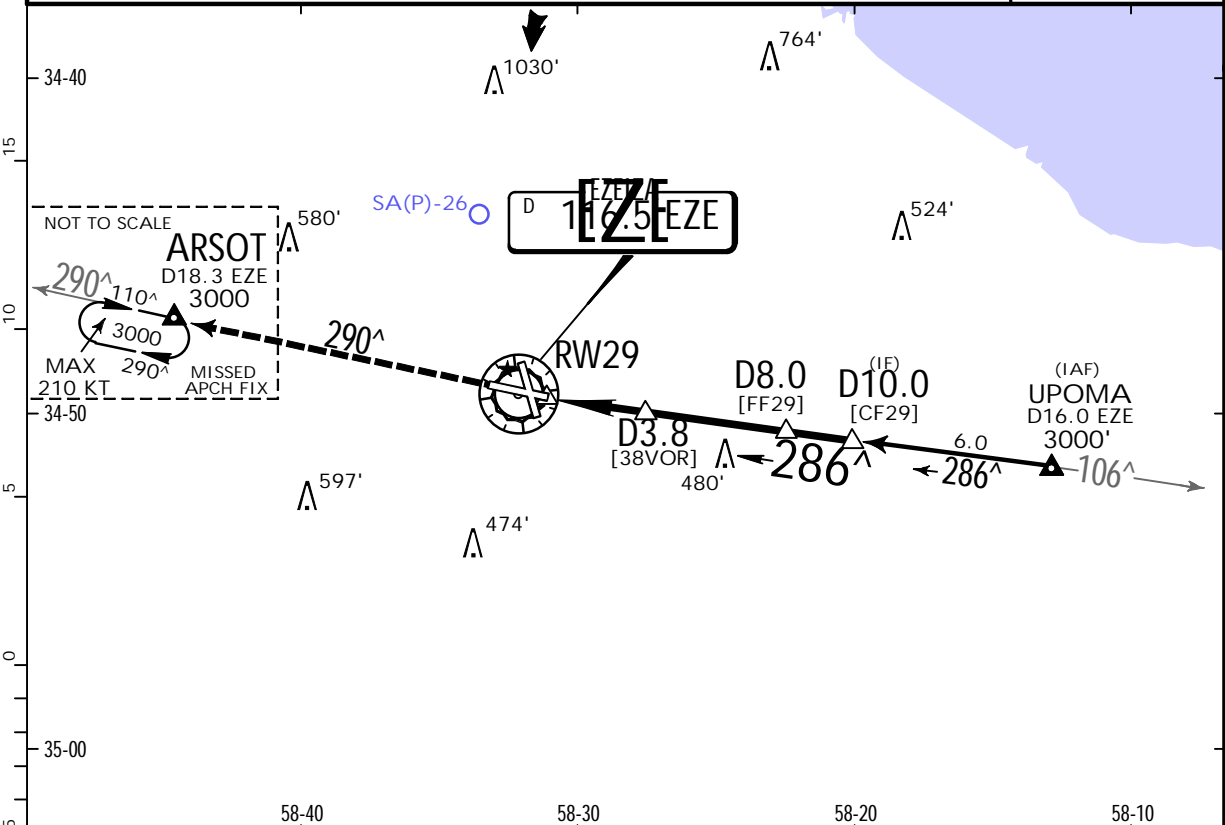 764'
1030'
34-40
15
SA(P)-26
EZEIZA
D
116.5 EZE
[Z[
NOT TO SCALE
580'
524'
ARSOT
D18.3 EZE
3000
290^
110^
10
3000
290^
MAX
210 KT
290^
MISSED
APCH FIX
RW29
34-50
D8.0
[FF29]
(IF)
D10.0
[CF29]
(IAF)
UPOMA
D16.0 EZE
3000'
D3.8
[38VOR]
6.0
286^
286^
106^
480'
5
597'
474'
0
35-00
58-40
58-30
58-20
58-10